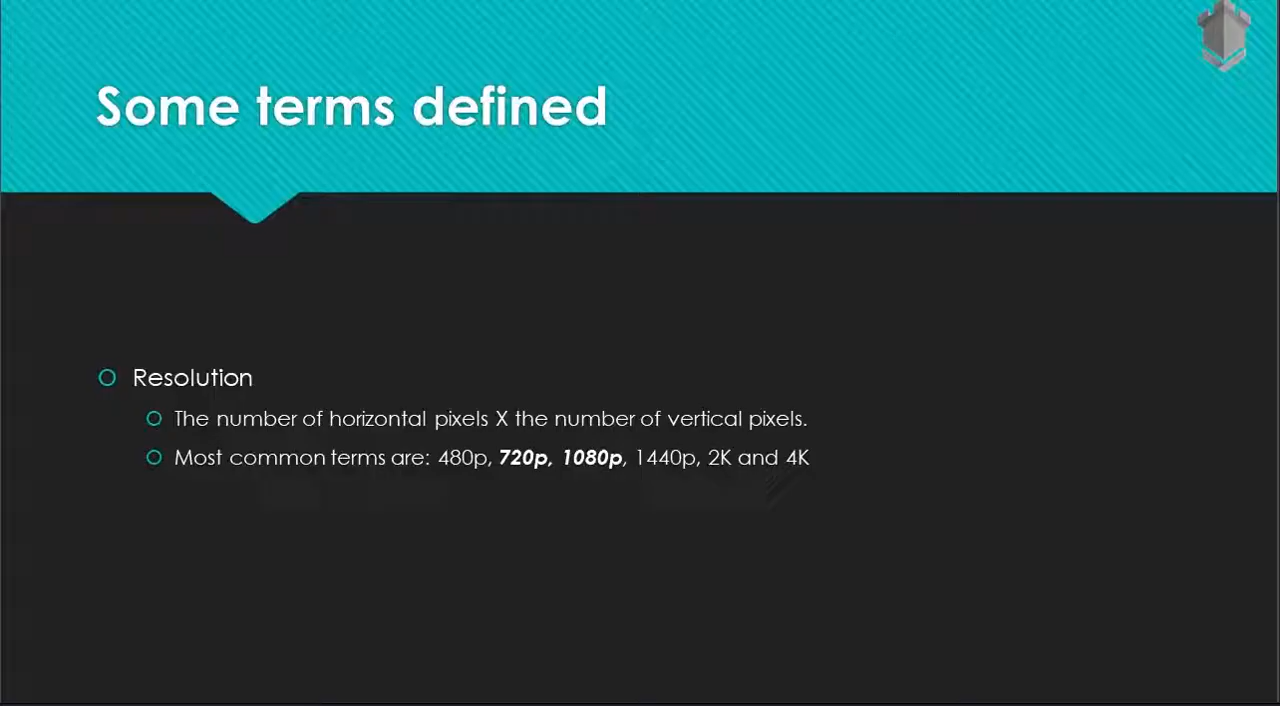 Some terms defined
Resolution
The number of horizontal pixels X the number of vertical pixels.
Most common terms are: 480p, 720p, 1080p, 1440p, 2K and 4K